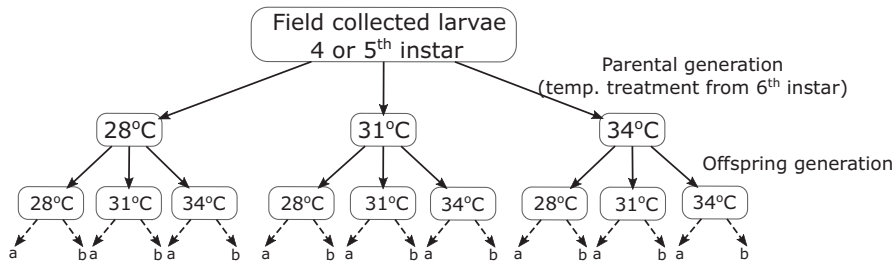 Field collected larvae
4 or 5th instar
Parental generation
(temp. treatment from 6th instar)
28°C 31°C 34°C
Offspring generation
28°C 31°C 34°C 28°C 31°C 34°C 28°C 31°C 34°C
a b a b a b a b a b a b a b a b a b